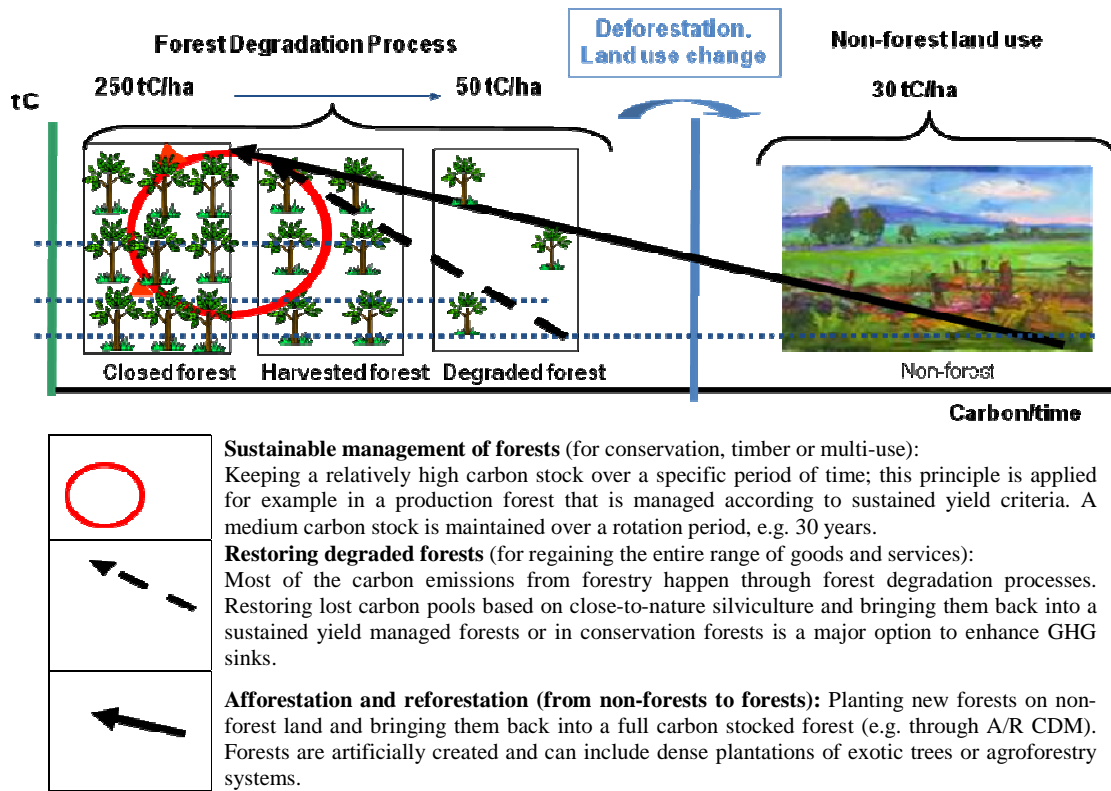 Deforestation.
Land use change
Forest Degradation Process
Non-forest land use
250 tC/ha
50 tC/ha
30 tC/ha
tC
Closed forest
Harvested forest
Degraded forest
Non-forest
Carbon/time
Sustainable management of forests (for conservation, timber or multi-use):
Keeping a relatively high carbon stock over a specific period of time; this principle is applied
for example in a production forest that is managed according to sustained yield criteria. A
medium carbon stock is maintained over a rotation period, e.g. 30 years.
Restoring degraded forests (for regaining the entire range of goods and services):
Most of the carbon emissions from forestry happen through forest degradation processes.
Restoring lost carbon pools based on close-to-nature silviculture and bringing them back into a
sustained yield managed forests or in conservation forests is a major option to enhance GHG
sinks.
Afforestation and reforestation (from non-forests to forests): Planting new forests on non-
forest land and bringing them back into a full carbon stocked forest (e.g. through A/R CDM).
Forests are artificially created and can include dense plantations of exotic trees or agroforestry
systems.